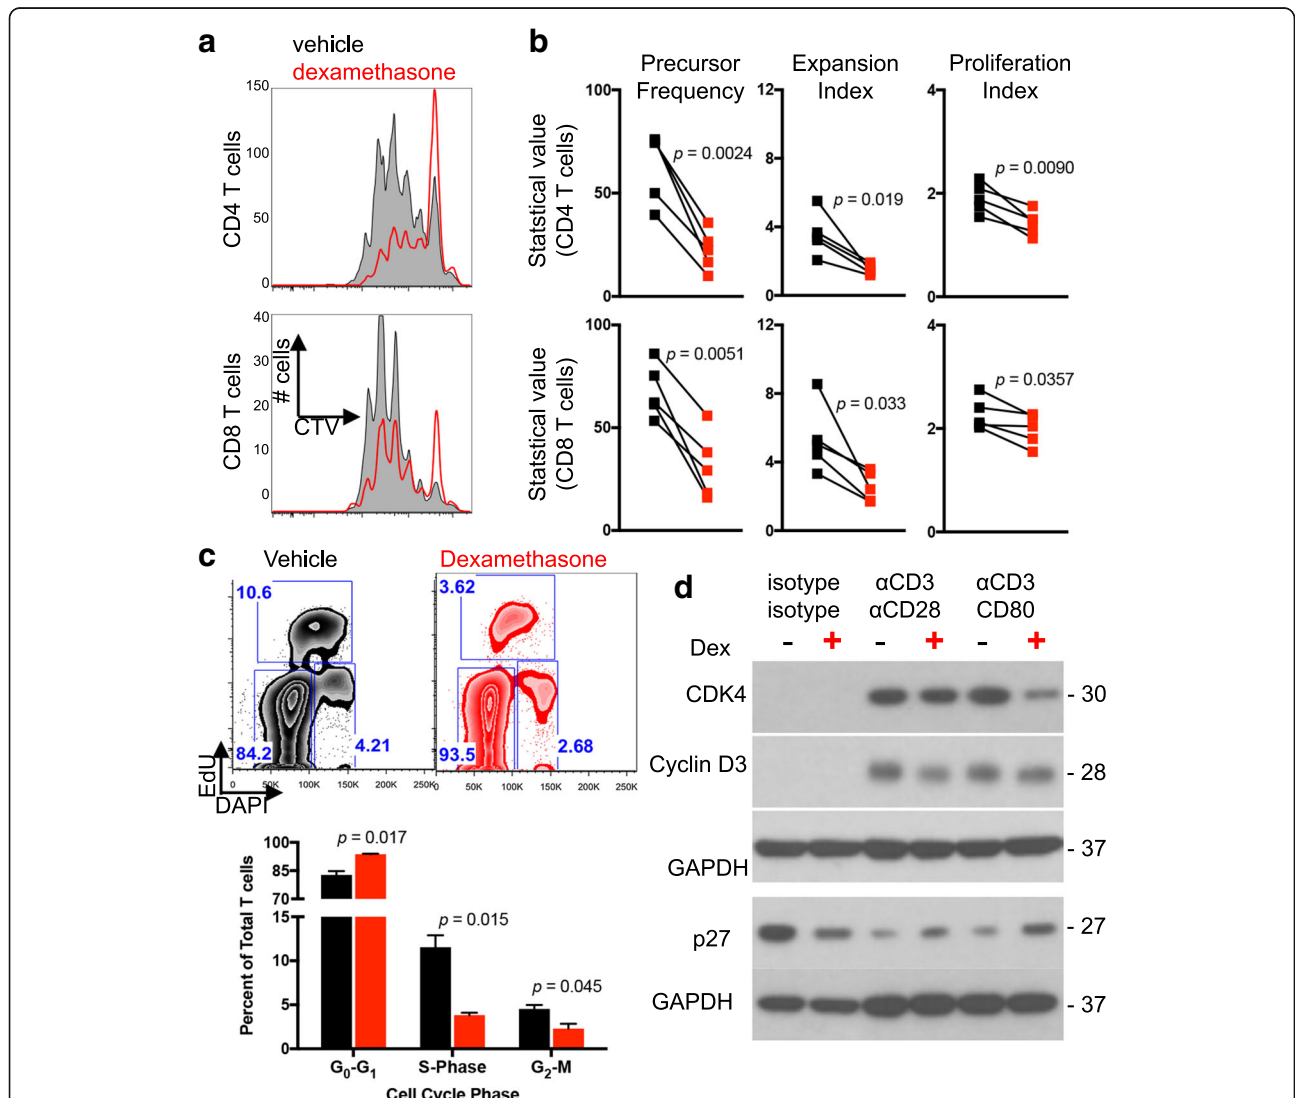 a
vehicle
dexamethasone
150
100
50
0
CD4 T cells
40
30
20
10
0
CD8 T cells
# cells
CTV
b
Precursor
Frequency
Expansion
Index
Proliferation
Index
Statstical value
(CD4 T cells)
100
50
0
p = 0.0024
12
8
4
0
p = 0.019
4
2
0
p = 0.0090
Statstical value
(CD8 T cells)
100
50
0
p = 0.0051
12
8
4
0
p = 0.033
4
2
0
p = 0.0357
c
Vehicle
Dexamethasone
10.6
84.2
4.21
3.62
93.5
2.68
EdU
DAPI
0 50K 100K 150K 200K 250K
0 50K 100K 150K 200K 250K
Percent of Total T cells
100
85
70
15
10
5
0
p = 0.017
p = 0.015
p = 0.045
G0-G1 S-Phase G2-M
Cell Cycle Phase
d
isotype αCD3 αCD3
isotype αCD28 CD80
Dex - + - + - +
CDK4 - 30
Cyclin D3 - 28
GAPDH - 37
p27 - 27
GAPDH - 37